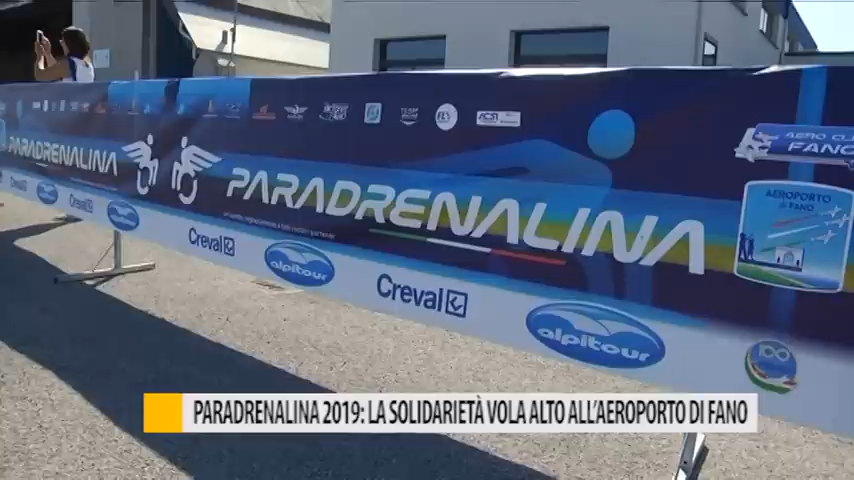 FLY
ACSI
AERO CLUB
FANO
PARADRENALINA
PARADRENALINA
AEROPORTO
di FANO
Creval
alpitour
Creval
alpitour
Creval
alpitour
PARADRENALINA 2019: LA SOLIDARIETÀ VOLA ALTO ALL'AEROPORTO DI FANO